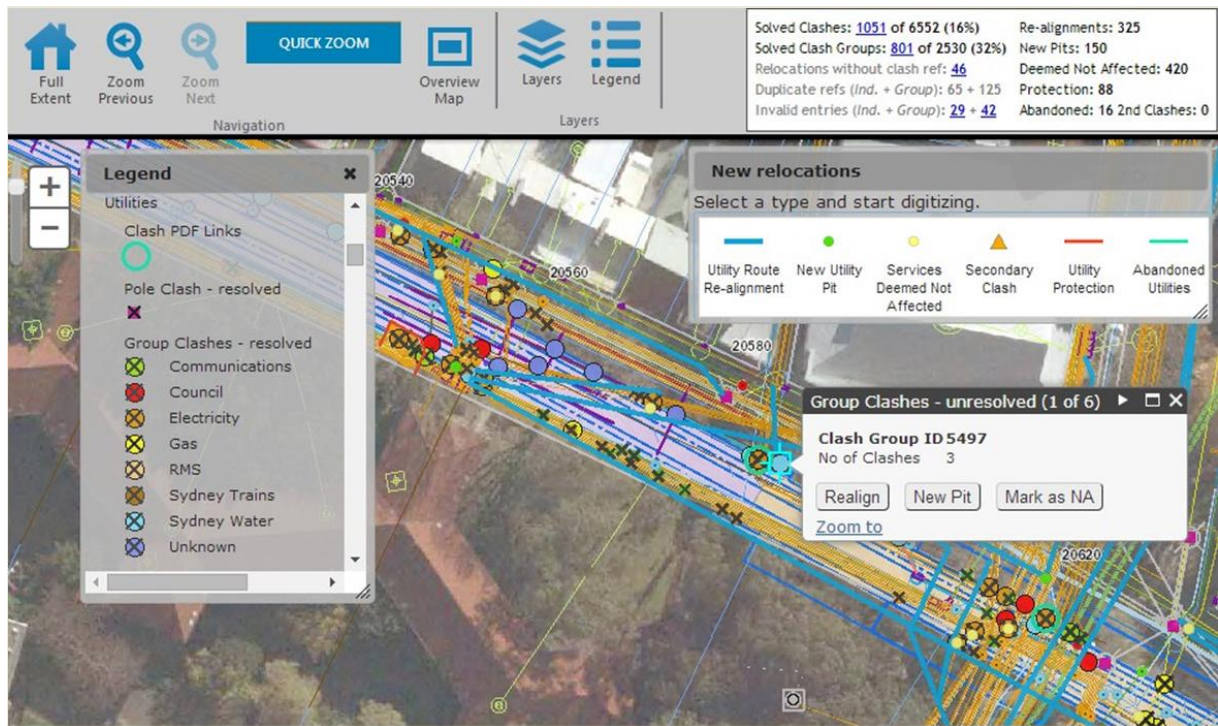 Full
Extent
Zoom
Previous
Zoom
Next
QUICK ZOOM
Overview
Map
Layers
Legend
Navigation
Layers
Solved Clashes: 1051 of 6552 (16%)
Solved Clash Groups: 801 of 2530 (32%)
Relocations without clash ref: 46
Duplicate refs (Ind. + Group): 65 + 125
Invalid entries (Ind. + Group): 29 + 42
Re-alignments: 325
New Pits: 150
Deemed Not Affected: 420
Protection: 88
Abandoned: 16 2nd Clashes: 0
+
−
Legend
Utilities
Clash PDF Links
Pole Clash - resolved
Group Clashes - resolved
Communications
Council
Electricity
Gas
RMS
Sydney Trains
Sydney Water
Unknown
New relocations
Select a type and start digitizing.
Utility Route
Re-alignment
New Utility
Pit
Services
Deemed Not
Affected
Secondary
Clash
Utility
Protection
Abandoned
Utilities
20540
20560
20580
Group Clashes - unresolved (1 of 6)
Clash Group ID 5497
No of Clashes 3
Realign
New Pit
Mark as NA
Zoom to
20620